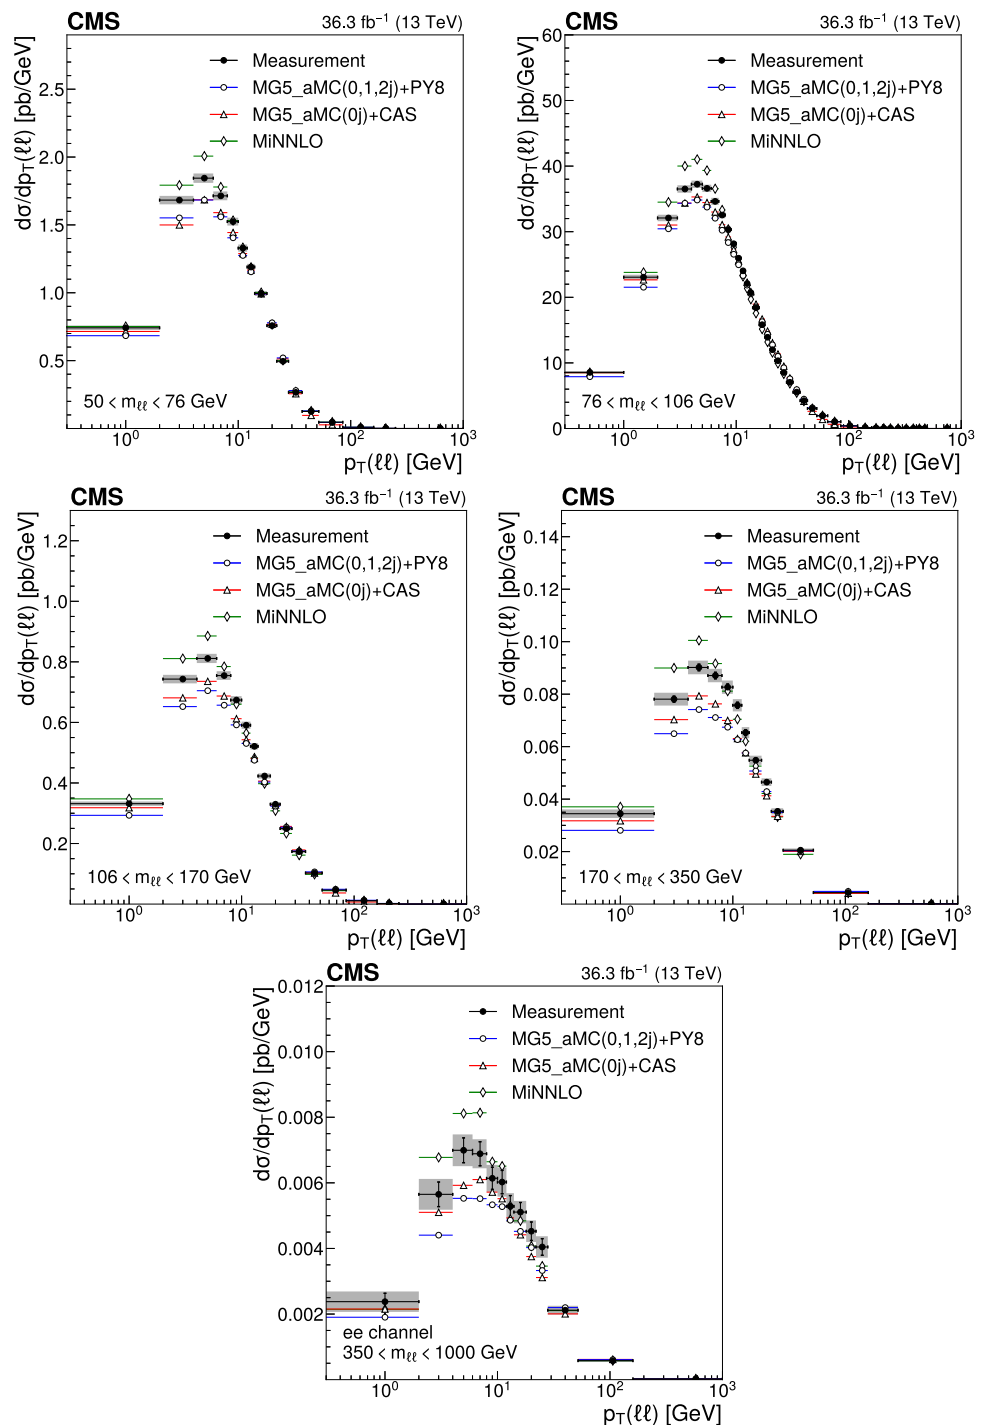 CMS 36.3 fb⁻¹ (13 TeV)
dσ/dp_T(ℓℓ) [pb/GeV]
Measurement
MG5_aMC(0,1,2j)+PY8
MG5_aMC(0j)+CAS
MiNNLO
2.5
2.0
1.5
1.0
0.5
50 < m_ℓℓ < 76 GeV
10⁰ 10¹ 10² 10³
p_T(ℓℓ) [GeV]
CMS 36.3 fb⁻¹ (13 TeV)
dσ/dp_T(ℓℓ) [pb/GeV]
Measurement
MG5_aMC(0,1,2j)+PY8
MG5_aMC(0j)+CAS
MiNNLO
60
50
40
30
20
10
0
76 < m_ℓℓ < 106 GeV
10⁰ 10¹ 10² 10³
p_T(ℓℓ) [GeV]
CMS 36.3 fb⁻¹ (13 TeV)
dσ/dp_T(ℓℓ) [pb/GeV]
Measurement
MG5_aMC(0,1,2j)+PY8
MG5_aMC(0j)+CAS
MiNNLO
1.2
1.0
0.8
0.6
0.4
0.2
106 < m_ℓℓ < 170 GeV
10⁰ 10¹ 10² 10³
p_T(ℓℓ) [GeV]
CMS 36.3 fb⁻¹ (13 TeV)
dσ/dp_T(ℓℓ) [pb/GeV]
Measurement
MG5_aMC(0,1,2j)+PY8
MG5_aMC(0j)+CAS
MiNNLO
0.14
0.12
0.10
0.08
0.06
0.04
0.02
170 < m_ℓℓ < 350 GeV
10⁰ 10¹ 10² 10³
p_T(ℓℓ) [GeV]
CMS 36.3 fb⁻¹ (13 TeV)
dσ/dp_T(ℓℓ) [pb/GeV]
Measurement
MG5_aMC(0,1,2j)+PY8
MG5_aMC(0j)+CAS
MiNNLO
0.012
0.010
0.008
0.006
0.004
0.002
ee channel
350 < m_ℓℓ < 1000 GeV
10⁰ 10¹ 10² 10³
p_T(ℓℓ) [GeV]